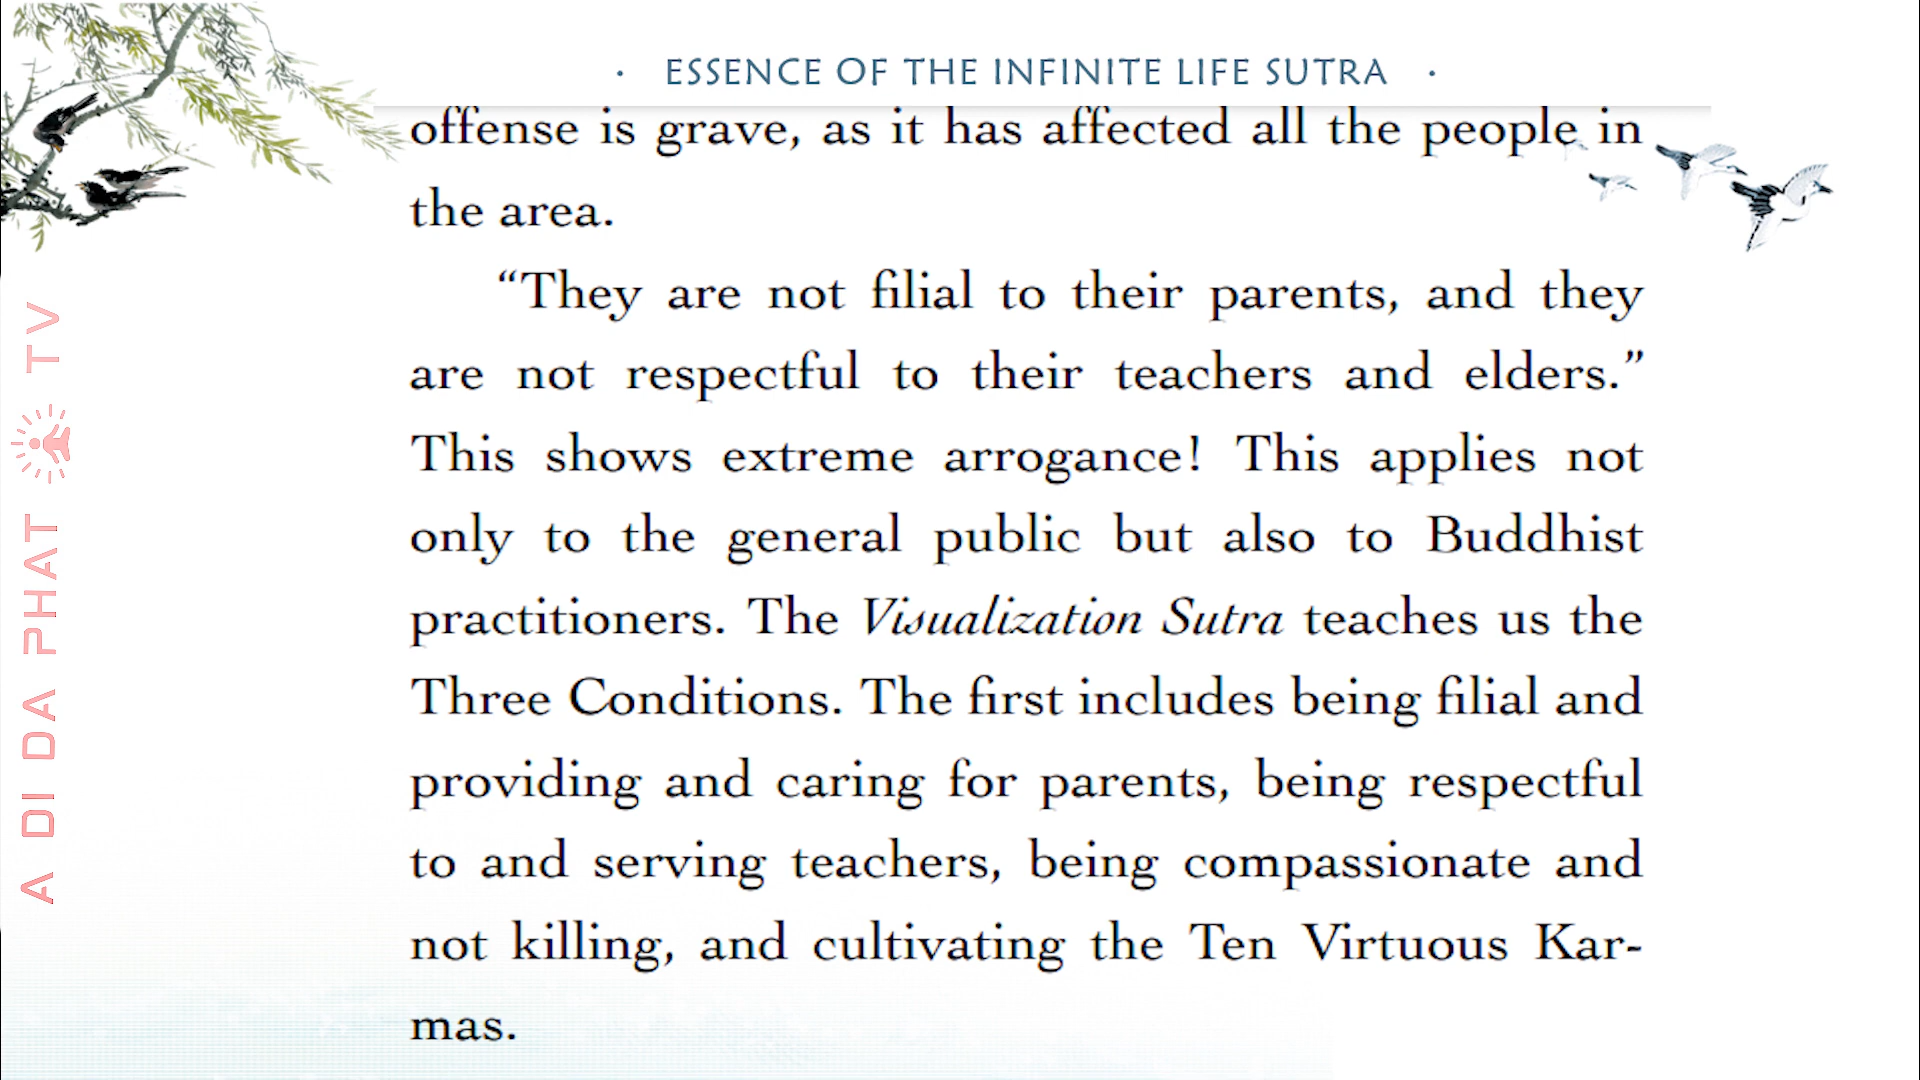 · ESSENCE OF THE INFINITE LIFE SUTRA ·
offense is grave, as it has affected all the people in
the area.
“They are not filial to their parents, and they
are not respectful to their teachers and elders.”
This shows extreme arrogance! This applies not
only to the general public but also to Buddhist
practitioners. The Visualization Sutra teaches us the
Three Conditions. The first includes being filial and
providing and caring for parents, being respectful
to and serving teachers, being compassionate and
not killing, and cultivating the Ten Virtuous Kar-
mas.
A DI DA PHAT TV